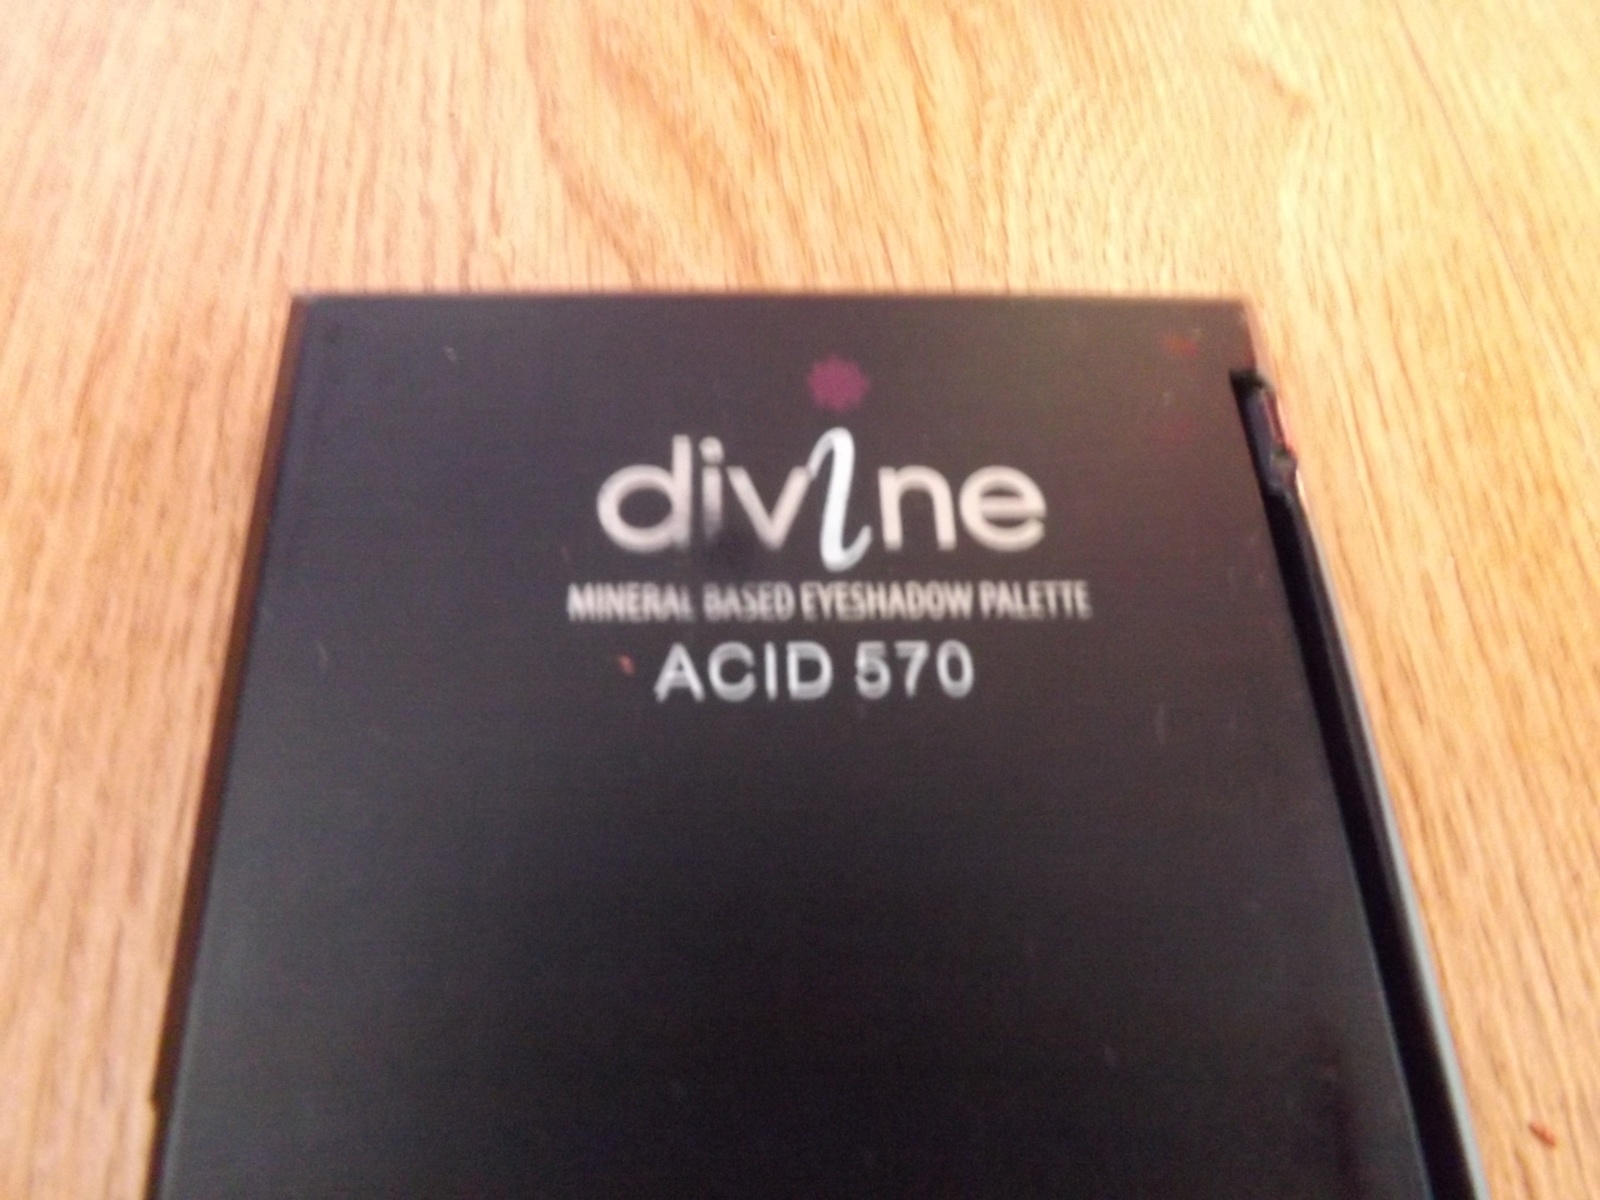 divine
MINERAL BASED EYESHADOW PALETTE
ACID 570